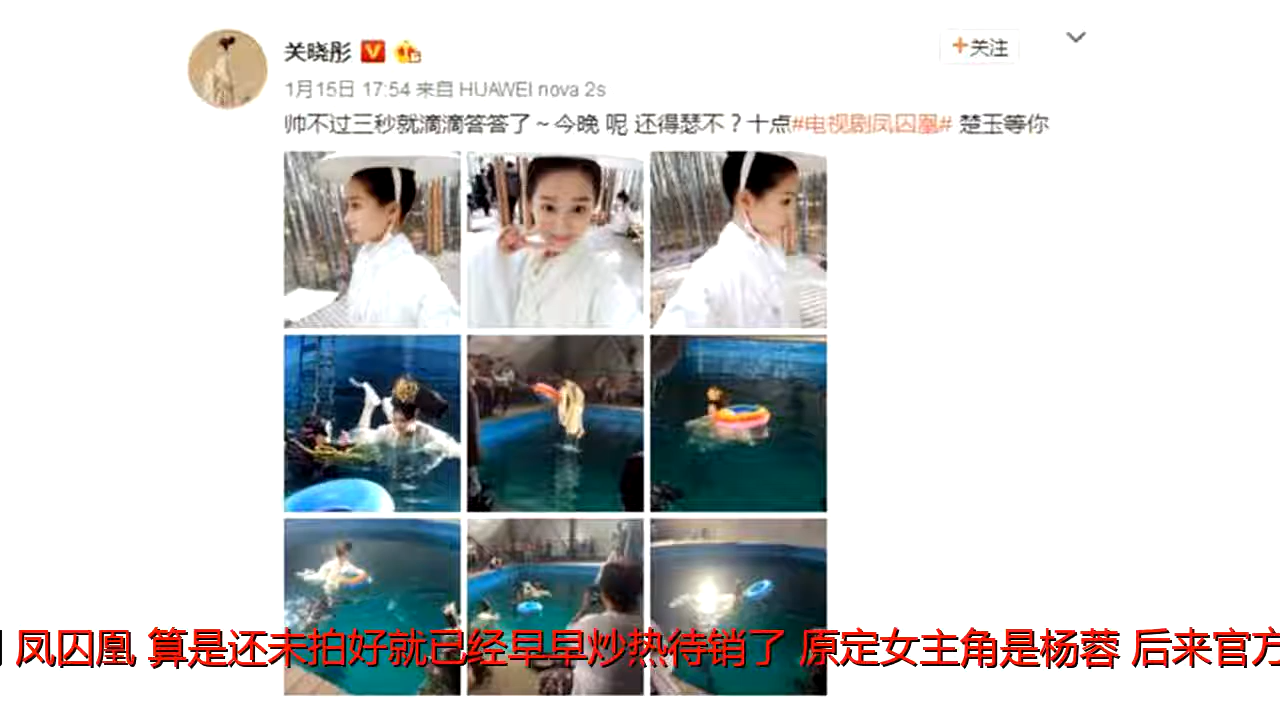 关晓彤
+关注
1月15日 17:54 来自 HUAWEI nova 2s
帅不过三秒就滴滴答答了～今晚 呢 还得瑟不？十点#电视剧凤囚凰# 楚玉等你
凤囚凰 算是还未拍好就已经早早炒热待销了 原定女主角是杨蓉 后来官方